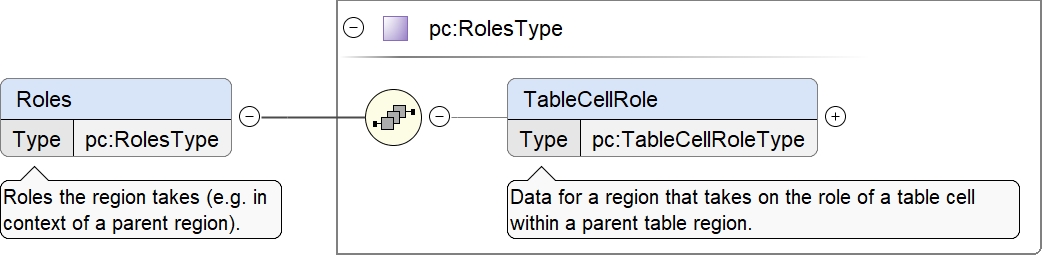 pc:RolesType
Roles
Type pc:RolesType
Roles the region takes (e.g. in
context of a parent region).
TableCellRole
Type pc:TableCellRoleType
Data for a region that takes on the role of a table cell
within a parent table region.